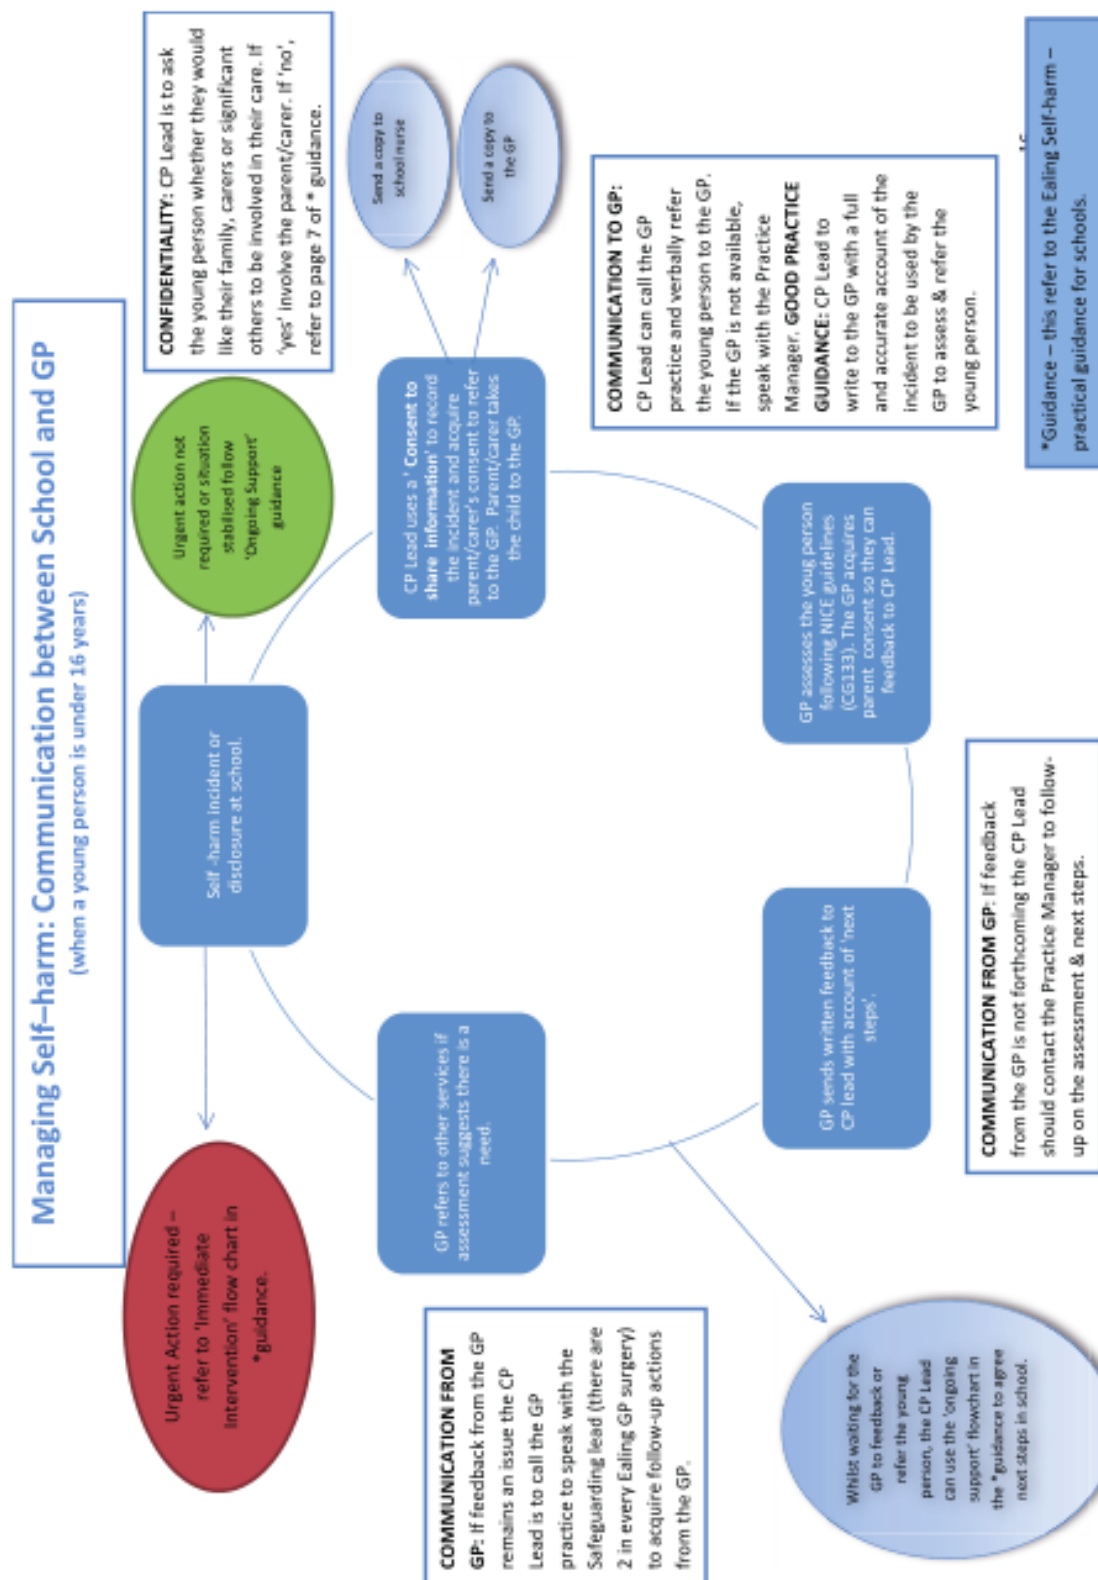 Managing Self–harm: Communication between School and GP
(when a young person is under 16 years)
Urgent Action required –
refer to 'Immediate
Intervention' flow chart in
*guidance.
Self -harm incident or
disclosure at school.
Urgent action not
required or situation
stabilised follow
'Ongoing Support'
guidance
CONFIDENTIALITY: CP Lead is to ask
the young person whether they would
like their family, carers or significant
others to be involved in their care. If
'yes' involve the parent/carer. If 'no',
refer to page 7 of * guidance.
CP Lead uses a ' Consent to
share information' to record
the incident and acquire
parent/carer's consent to refer
to the GP. Parent/carer takes
the child to the GP.
Send a copy to
school nurse
Send a copy to
the GP
COMMUNICATION TO GP:
CP Lead can call the GP
practice and verbally refer
the young person to the GP.
If the GP is not available,
speak with the Practice
Manager. GOOD PRACTICE
GUIDANCE: CP Lead to
write to the GP with a full
and accurate account of the
incident to be used by the
GP to assess & refer the
young person.
GP assesses the youg person
following NICE guidelines
(CG133). The GP acquires
parent consent so they can
feedback to CP Lead.
GP sends written feedback to
CP lead with account of 'next
steps'.
COMMUNICATION FROM GP: If feedback
from the GP is not forthcoming the CP Lead
should contact the Practice Manager to follow-
up on the assessment & next steps.
GP refers to other services if
assessment suggests there is a
need.
COMMUNICATION FROM
GP: If feedback from the GP
remains an issue the CP
Lead is to call the GP
practice to speak with the
Safeguarding lead (there are
2 in every Ealing GP surgery)
to acquire follow-up actions
from the GP.
Whilst waiting for the
GP to feedback or
refer the young
person, the CP Lead
can use the 'ongoing
support' flowchart in
the *guidance to agree
next steps in school.
*Guidance – this refer to the Ealing Self-harm –
practical guidance for schools.